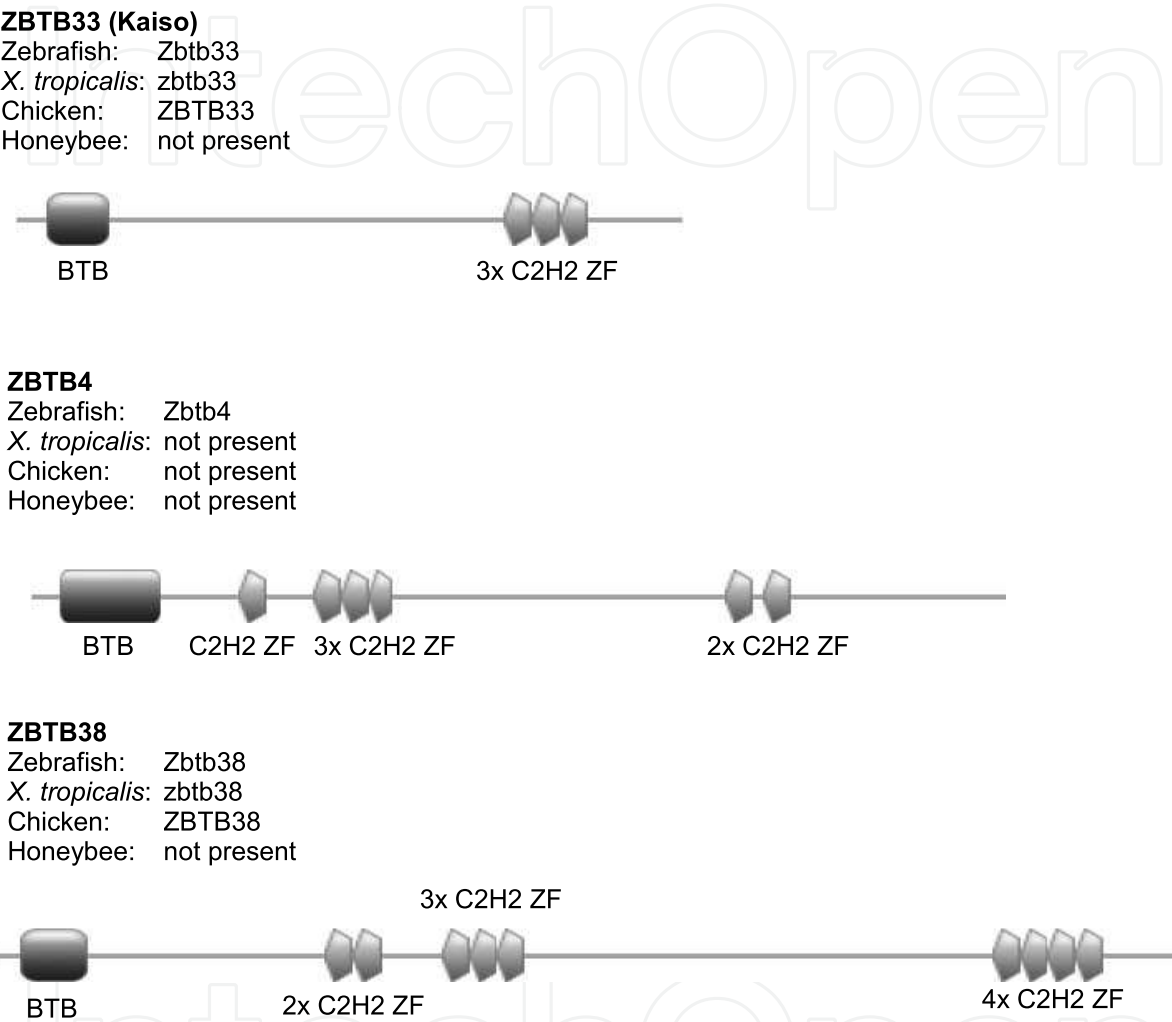 ZBTB33 (Kaiso)
Zebrafish: Zbtb33
X. tropicalis: zbtb33
Chicken: ZBTB33
Honeybee: not present
BTB 3x C2H2 ZF
ZBTB4
Zebrafish: Zbtb4
X. tropicalis: not present
Chicken: not present
Honeybee: not present
BTB C2H2 ZF 3x C2H2 ZF 2x C2H2 ZF
ZBTB38
Zebrafish: Zbtb38
X. tropicalis: zbtb38
Chicken: ZBTB38
Honeybee: not present
3x C2H2 ZF
BTB 2x C2H2 ZF 4x C2H2 ZF
IntechOpen
IntechOpen